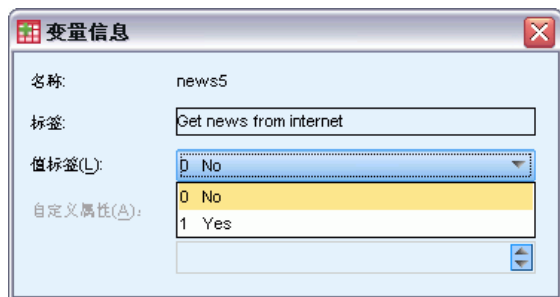 变量信息
名称: news5
标签: Get news from internet
值标签(L): 0 No
0 No
1 Yes
自定义属性(A):